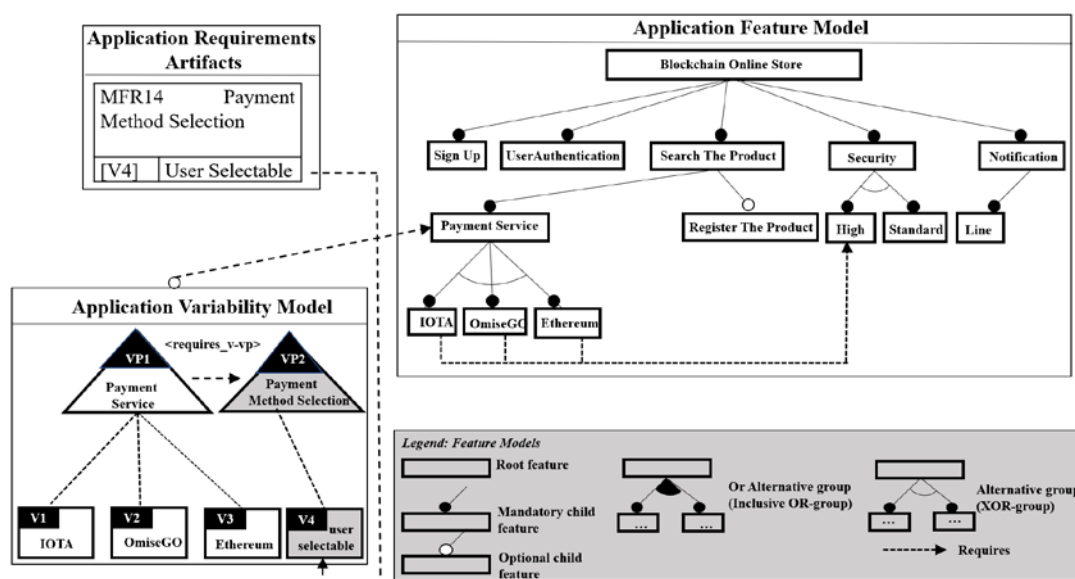 Application Requirements
Artifacts
MFR14 Payment
Method Selection
[V4] User Selectable
Application Feature Model
Blockchain Online Store
Sign Up
UserAuthentication
Search The Product
Security
Notification
Payment Service
Register The Product
High
Standard
Line
IOTA
OmiseGO
Ethereum
Application Variability Model
VP1
<requires_v-vp>
VP2
Payment
Service
Payment
Method Selection
V1
IOTA
V2
OmiseGO
V3
Ethereum
V4
user
selectable
Legend: Feature Models
Root feature
Mandatory child
feature
Optional child
feature
Or Alternative group
(Inclusive OR-group)
... ...
Alternative group
(XOR-group)
... ...
Requires